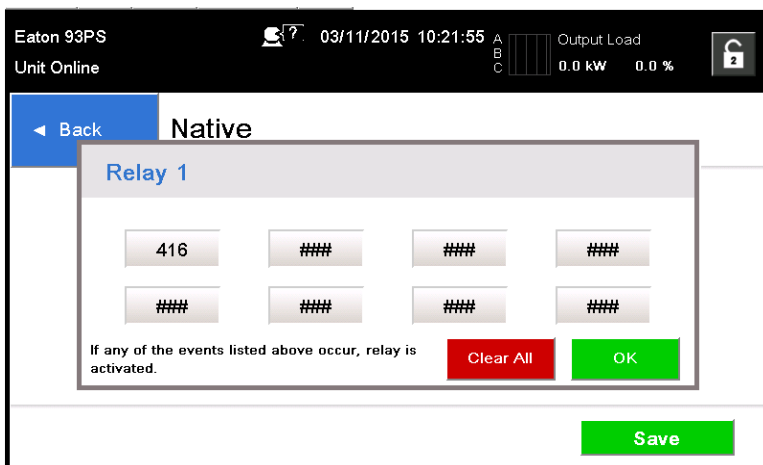 Eaton 93PS
?
03/11/2015 10:21:55
A
B
C
Output Load
2
Unit Online
0.0 kW 0.0 %
◄ Back
Native
Relay 1
416 ### ### ###
### ### ### ###
If any of the events listed above occur, relay is
activated.
Clear All
OK
Save